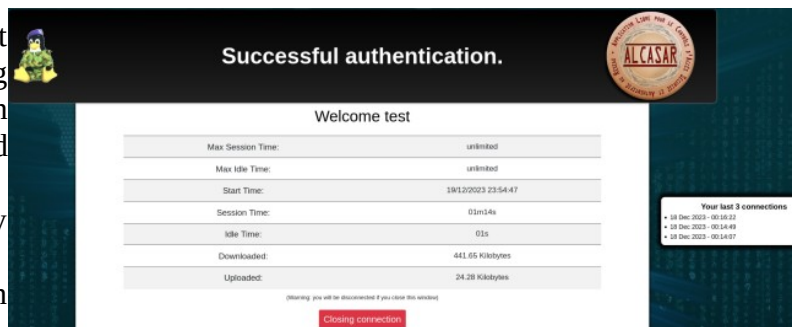 t
g
n
d
y
n
Successful authentication.
ALCASAR
Welcome test
Max Session Time: unlimited
Max Idle Time: unlimited
Start Time: 19/12/2023 23:54:47
Session Time: 01m14s
Idle Time: 01s
Downloaded: 441.65 Kilobytes
Uploaded: 24.28 Kilobytes
(Warning: you will be disconnected if you close this window)
Closing connection
Your last 3 connections
18 Dec 2023 - 00:16:22
18 Dec 2023 - 00:14:49
18 Dec 2023 - 00:14:07